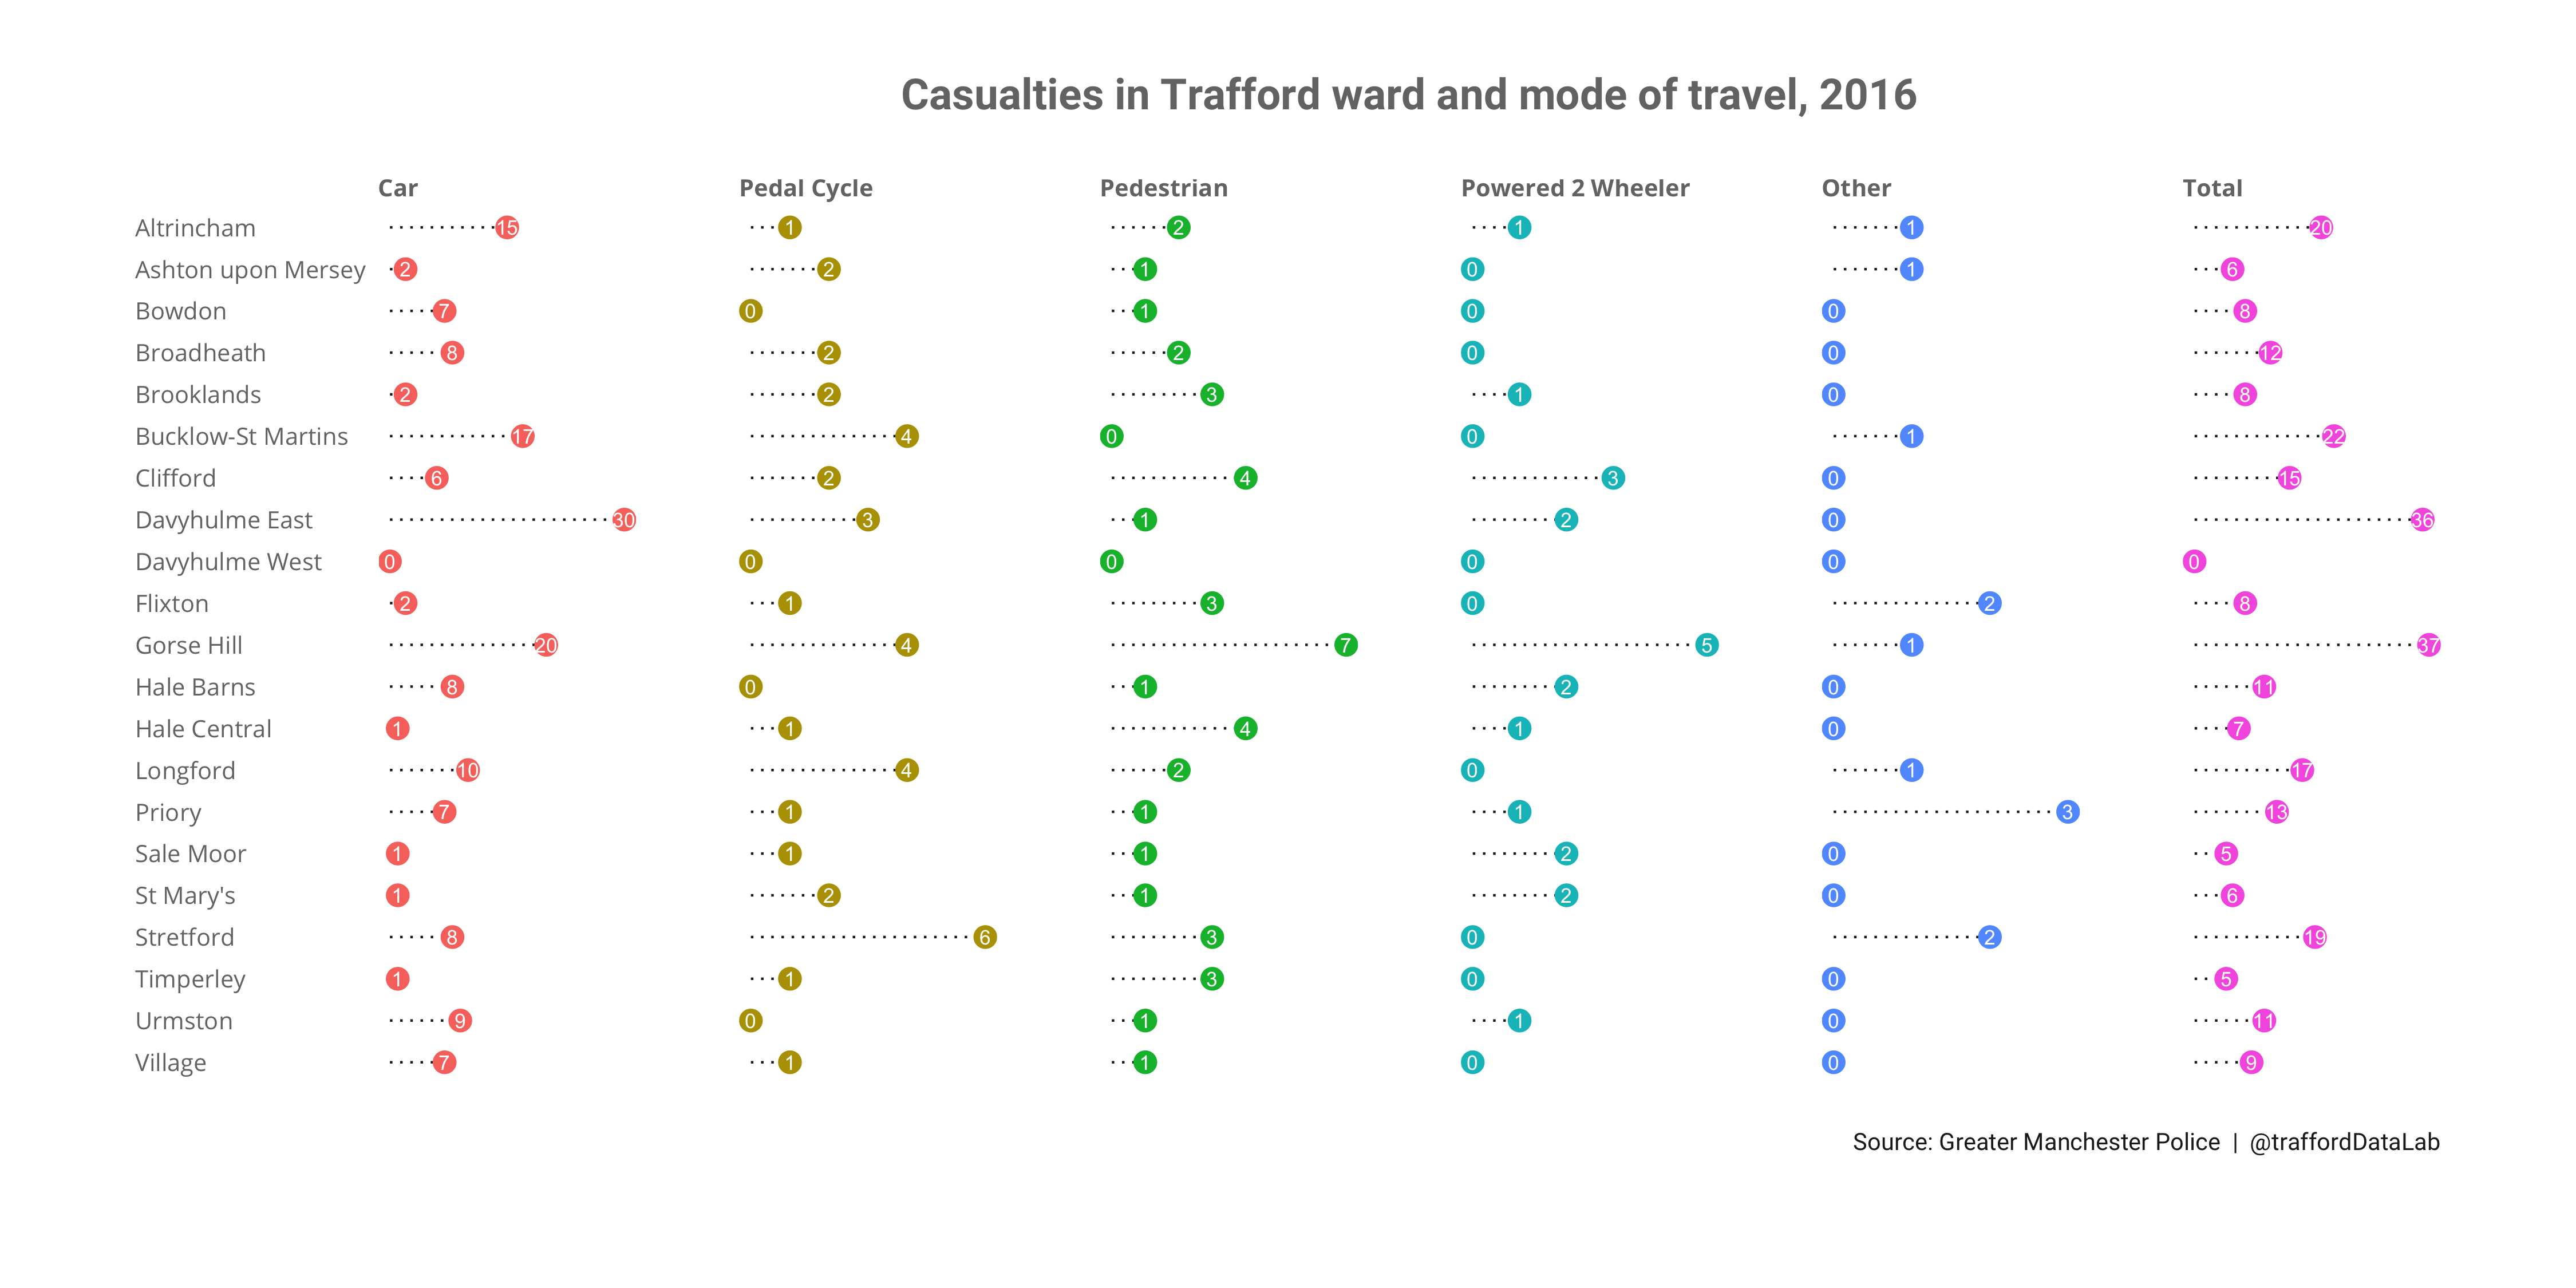 Casualties in Trafford ward and mode of travel, 2016
Car Pedal Cycle Pedestrian Powered 2 Wheeler Other Total
Altrincham 15 1 2 1 1 20
Ashton upon Mersey 2 2 1 0 1 6
Bowdon 7 0 1 0 0 8
Broadheath 8 2 2 0 0 12
Brooklands 2 2 3 1 0 8
Bucklow-St Martins 17 4 0 0 1 22
Clifford 6 2 4 3 0 15
Davyhulme East 30 3 1 2 0 36
Davyhulme West 0 0 0 0 0 0
Flixton 2 1 3 0 2 8
Gorse Hill 20 4 7 5 1 37
Hale Barns 8 0 1 2 0 11
Hale Central 1 1 4 1 0 7
Longford 10 4 2 0 1 17
Priory 7 1 1 1 3 13
Sale Moor 1 1 1 2 0 5
St Mary's 1 2 1 2 0 6
Stretford 8 6 3 0 2 19
Timperley 1 1 3 0 0 5
Urmston 9 0 1 1 0 11
Village 7 1 1 0 0 9
Source: Greater Manchester Police | @traffordDataLab